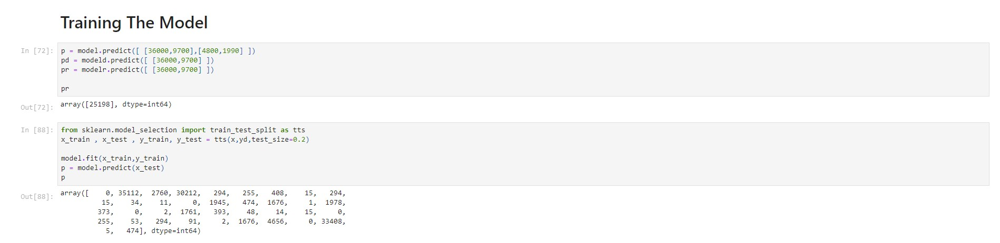 Training The Model
In [72]: p = model.predict([ [36000,9700],[4800,1990] ])
pd = modeld.predict([ [36000,9700] ])
pr = modelr.predict([ [36000,9700] ])
pr
Out[72]: array([25198], dtype=int64)
In [88]: from sklearn.model_selection import train_test_split as tts
x_train , x_test , y_train, y_test = tts(x,yd,test_size=0.2)
model.fit(x_train,y_train)
p = model.predict(x_test)
p
Out[88]: array([    0, 35112,  2760, 30212,   294,   255,   408,    15,   294,
15,    34,    11,     0,  1945,   474,  1676,     1,  1978,
373,     0,     2,  1761,   393,    48,    14,    15,     0,
255,    53,   294,    91,     2,  1676,  4656,     0, 33408,
5,   474], dtype=int64)